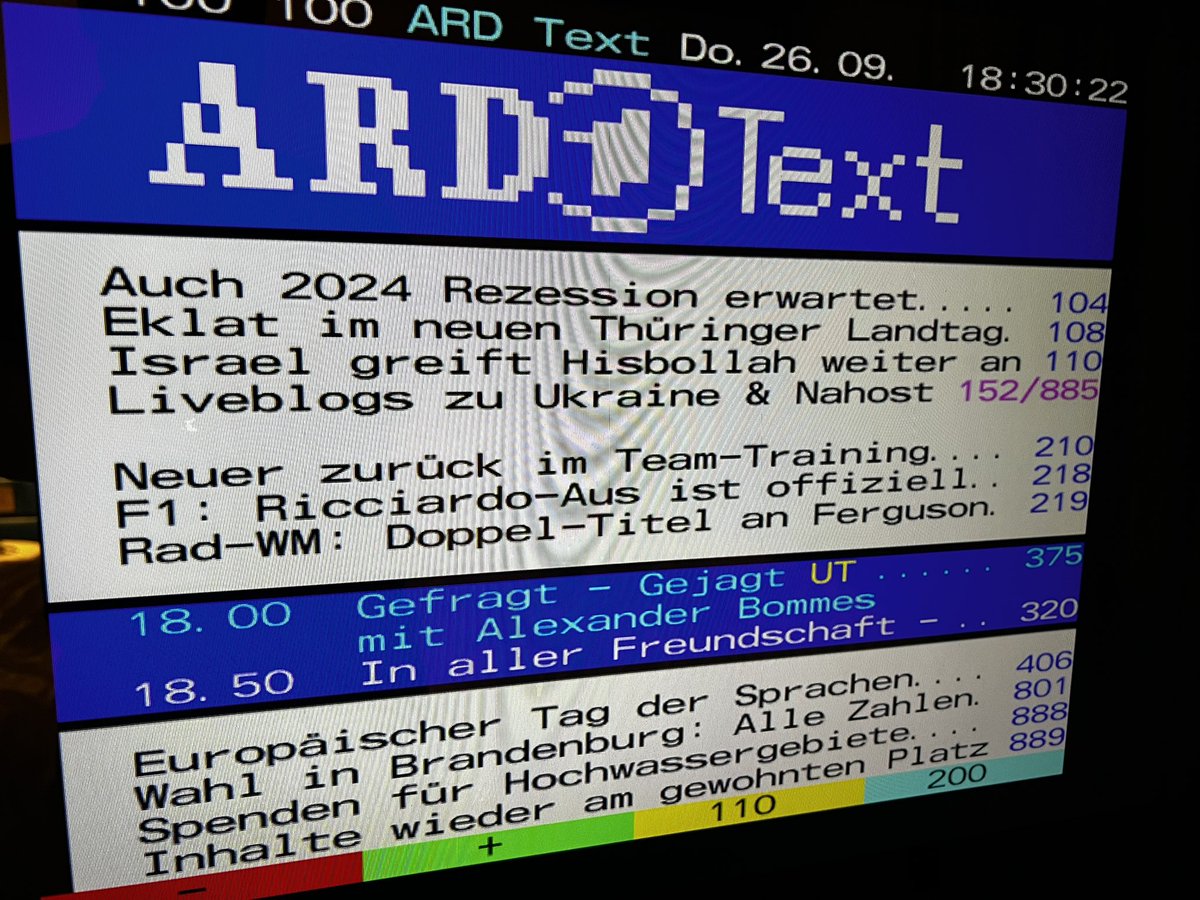 100 100 ARD Text Do. 26. 09. 18:30:22
ARD Text
Auch 2024 Rezession erwartet..... 104
Eklat im neuen Thüringer Landtag. 108
Israel greift Hisbollah weiter an 110
Liveblogs zu Ukraine & Nahost 152/885
Neuer zurück im Team-Training.... 210
F1: Ricciardo-Aus ist offiziell.. 218
Rad-WM: Doppel-Titel an Ferguson. 219
18.00 Gefragt - Gejagt UT ...... 375
mit Alexander Bommes
18.50 In aller Freundschaft - .. 320
Europäischer Tag der Sprachen.... 406
Wahl in Brandenburg: Alle Zahlen. 801
Spenden für Hochwassergebiete.... 888
Inhalte wieder am gewohnten Platz 889
- + 110 200